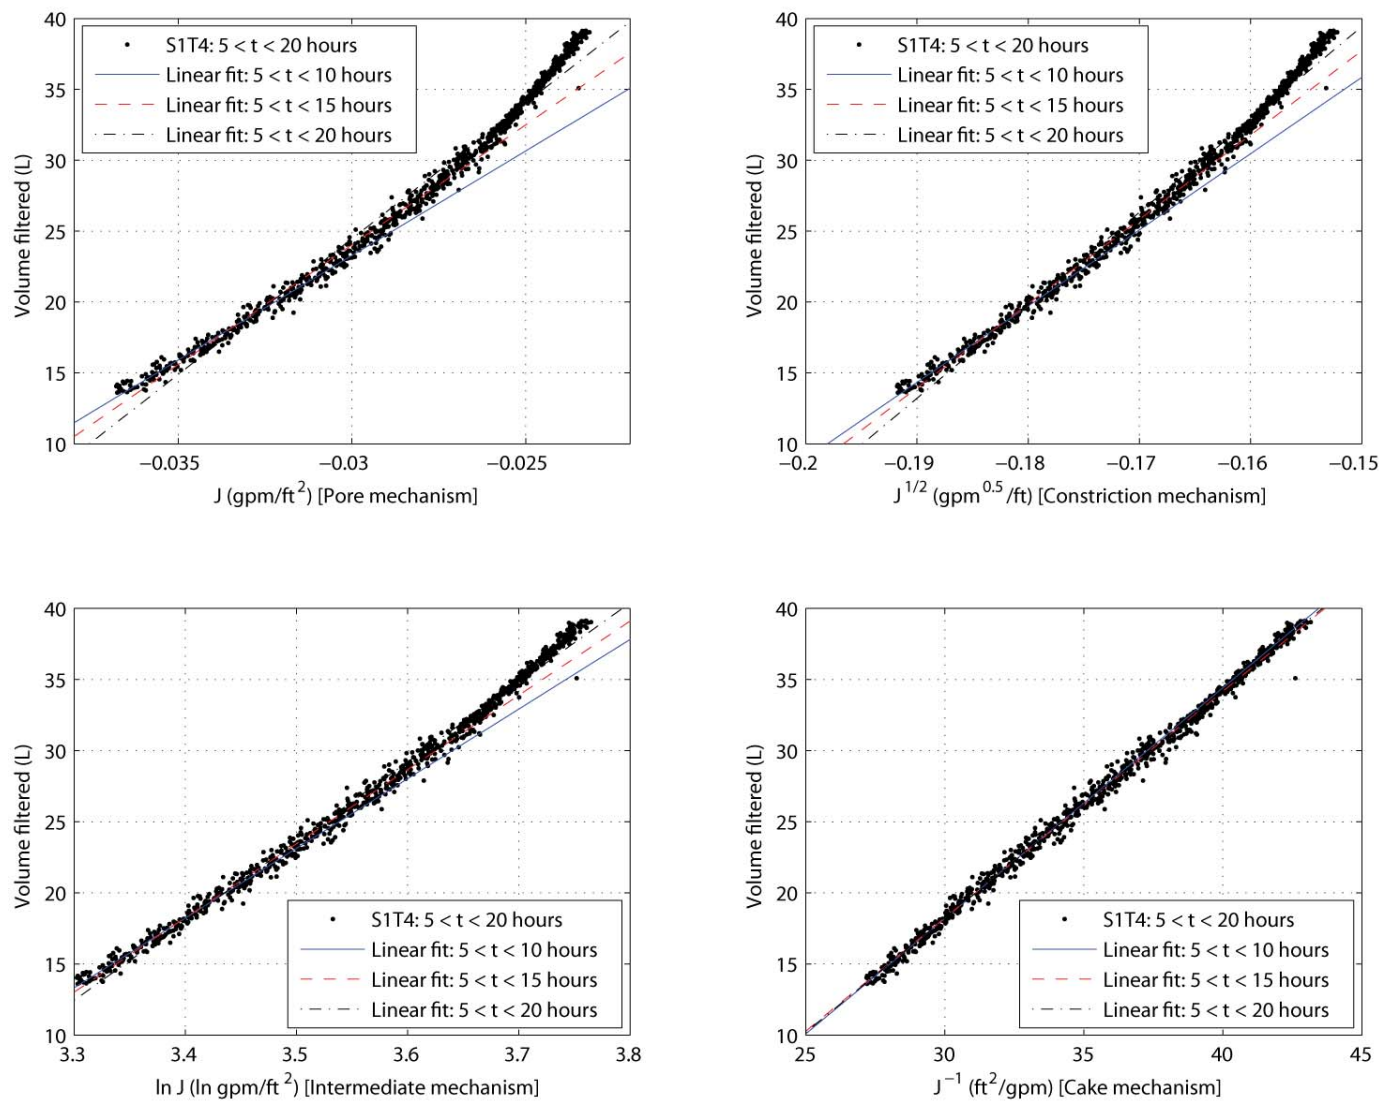 40
35
30
25
20
15
10
Volume filtered (L)
S1T4: 5 < t < 20 hours
Linear fit: 5 < t < 10 hours
Linear fit: 5 < t < 15 hours
Linear fit: 5 < t < 20 hours
−0.035 −0.03 −0.025
J (gpm/ft²) [Pore mechanism]
40
35
30
25
20
15
10
Volume filtered (L)
S1T4: 5 < t < 20 hours
Linear fit: 5 < t < 10 hours
Linear fit: 5 < t < 15 hours
Linear fit: 5 < t < 20 hours
−0.2 −0.19 −0.18 −0.17 −0.16 −0.15
J^1/2 (gpm^0.5/ft) [Constriction mechanism]
40
35
30
25
20
15
10
Volume filtered (L)
S1T4: 5 < t < 20 hours
Linear fit: 5 < t < 10 hours
Linear fit: 5 < t < 15 hours
Linear fit: 5 < t < 20 hours
3.3 3.4 3.5 3.6 3.7 3.8
ln J (ln gpm/ft²) [Intermediate mechanism]
40
35
30
25
20
15
10
Volume filtered (L)
S1T4: 5 < t < 20 hours
Linear fit: 5 < t < 10 hours
Linear fit: 5 < t < 15 hours
Linear fit: 5 < t < 20 hours
25 30 35 40 45
J⁻¹ (ft²/gpm) [Cake mechanism]